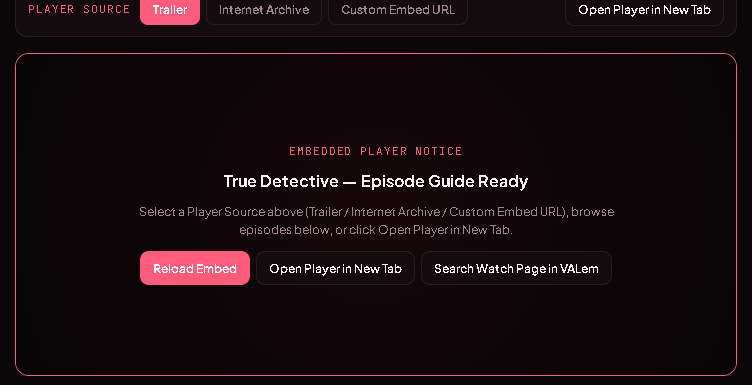 PLAYER SOURCE Trailer Internet Archive Custom Embed URL Open Player in New Tab
EMBEDDED PLAYER NOTICE
True Detective — Episode Guide Ready
Select a Player Source above (Trailer / Internet Archive / Custom Embed URL), browse
episodes below, or click Open Player in New Tab.
Reload Embed Open Player in New Tab Search Watch Page in VALem